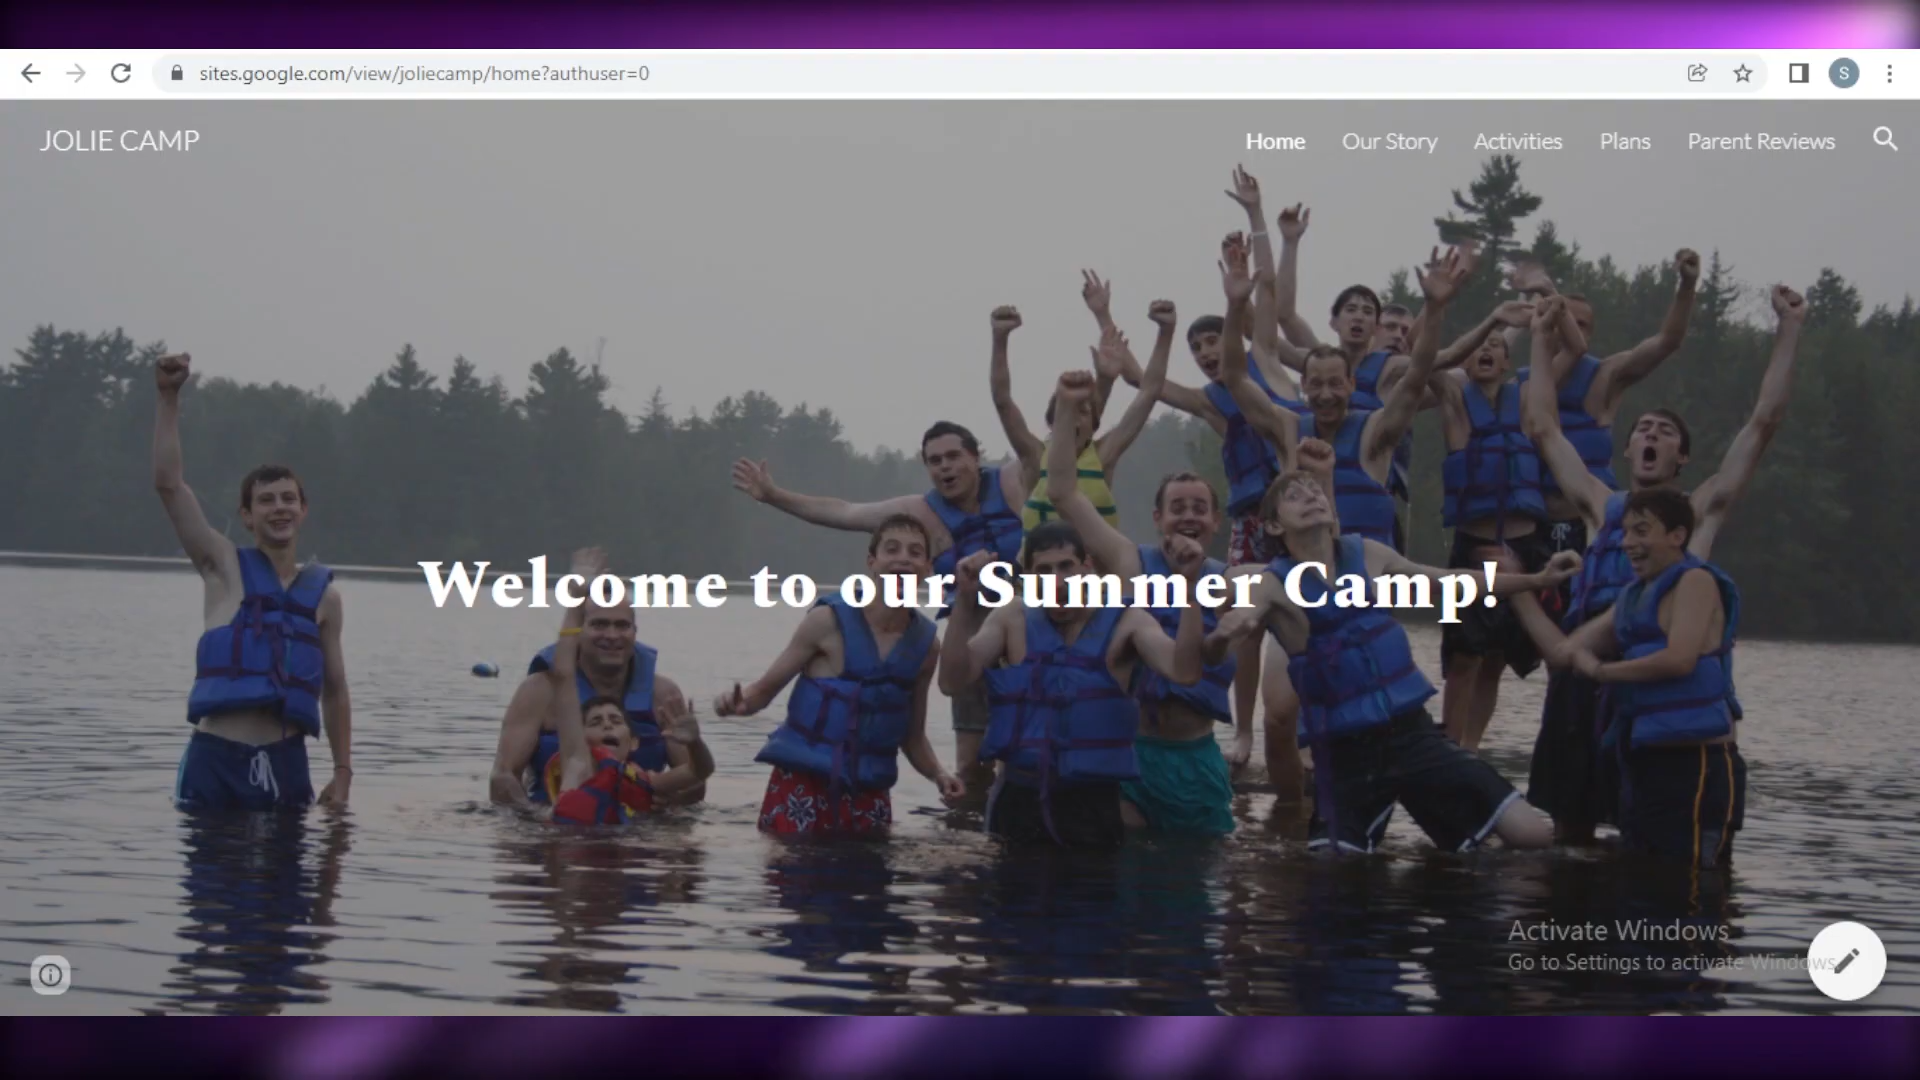 sites.google.com/view/joliecamp/home?authuser=0
S
JOLIE CAMP
Home Our Story Activities Plans Parent Reviews
Welcome to our Summer Camp!
Activate Windows
Go to Settings to activate Windows.